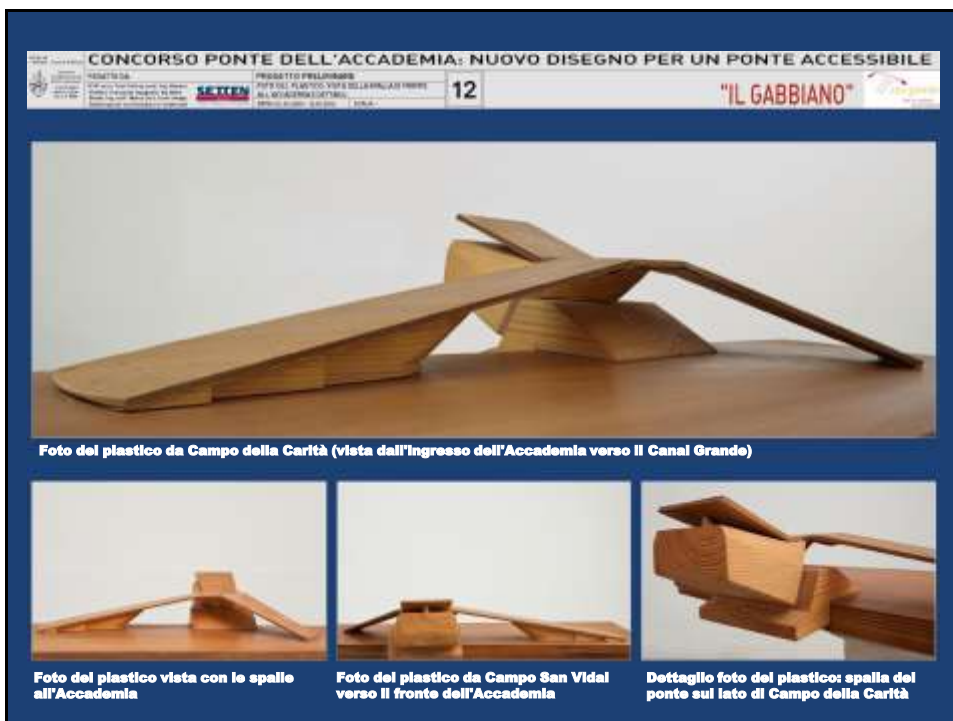 CONCORSO PONTE DELL'ACCADEMIA: NUOVO DISEGNO PER UN PONTE ACCESSIBILE
PROGETTO PRELIMINARE
SETTEN
12
"IL GABBIANO"
Foto del plastico da Campo della Carità (vista dall'ingresso dell'Accademia verso il Canal Grande)
Foto del plastico vista con le spalle
all'Accademia
Foto del plastico da Campo San Vidal
verso il fronte dell'Accademia
Dettaglio foto del plastico: spalla del
ponte sul lato di Campo della Carità